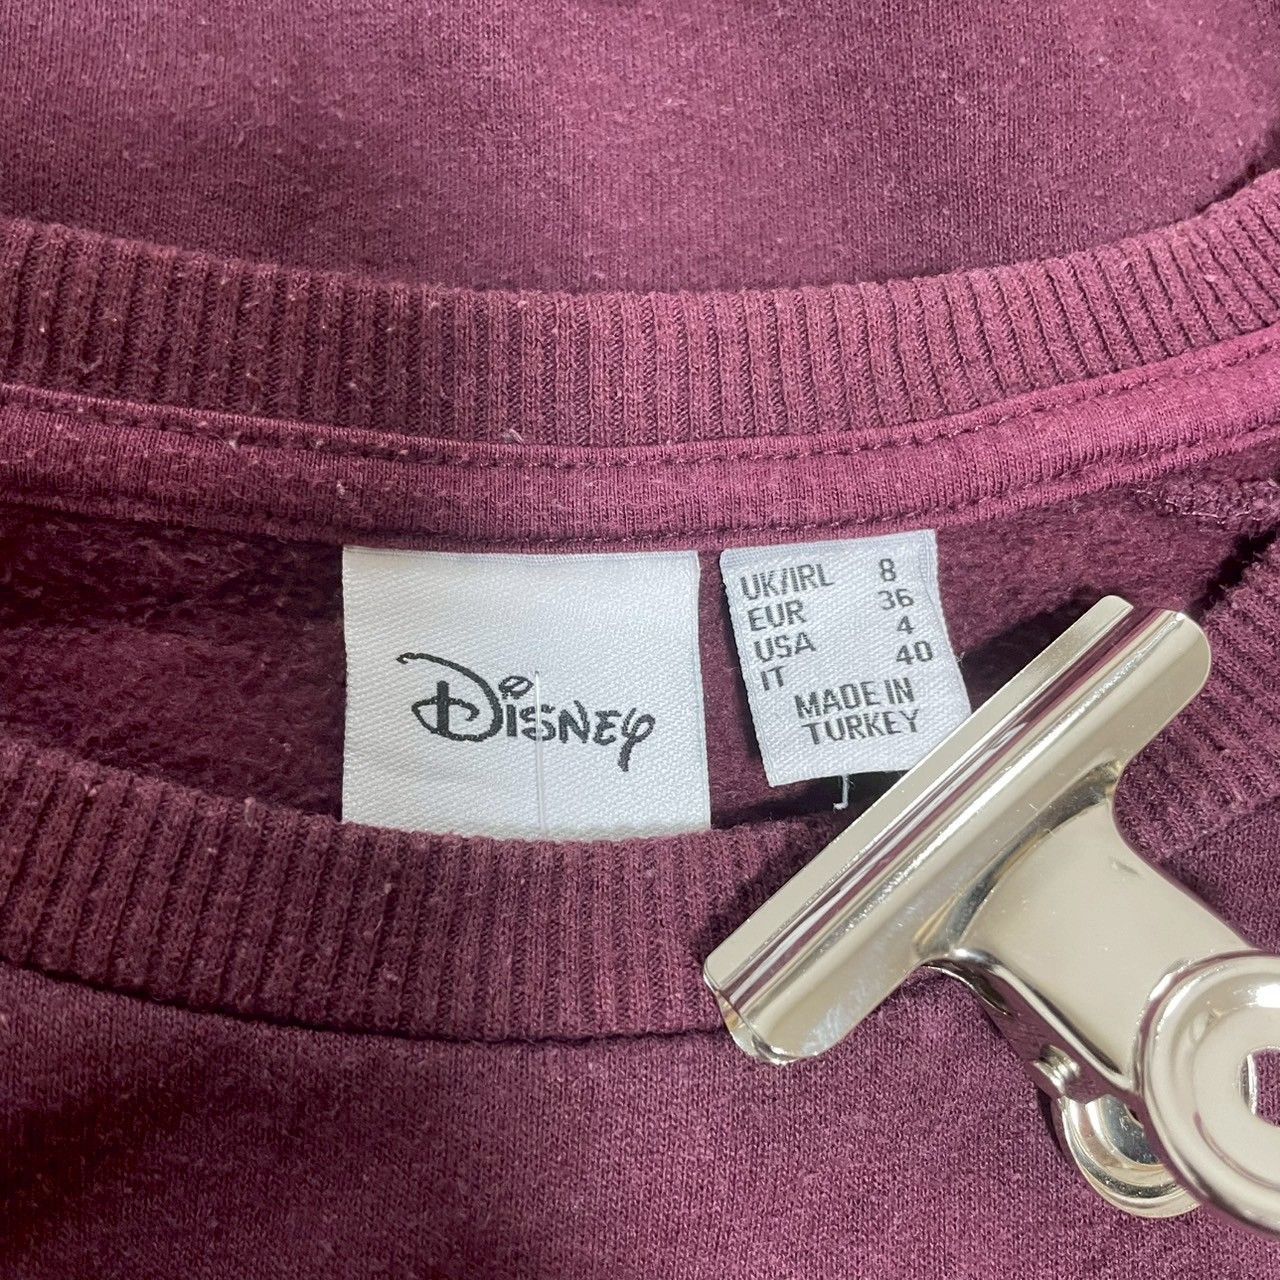 Disney
UK/IRL 8
EUR 36
USA 4
IT 40
MADE IN
TURKEY